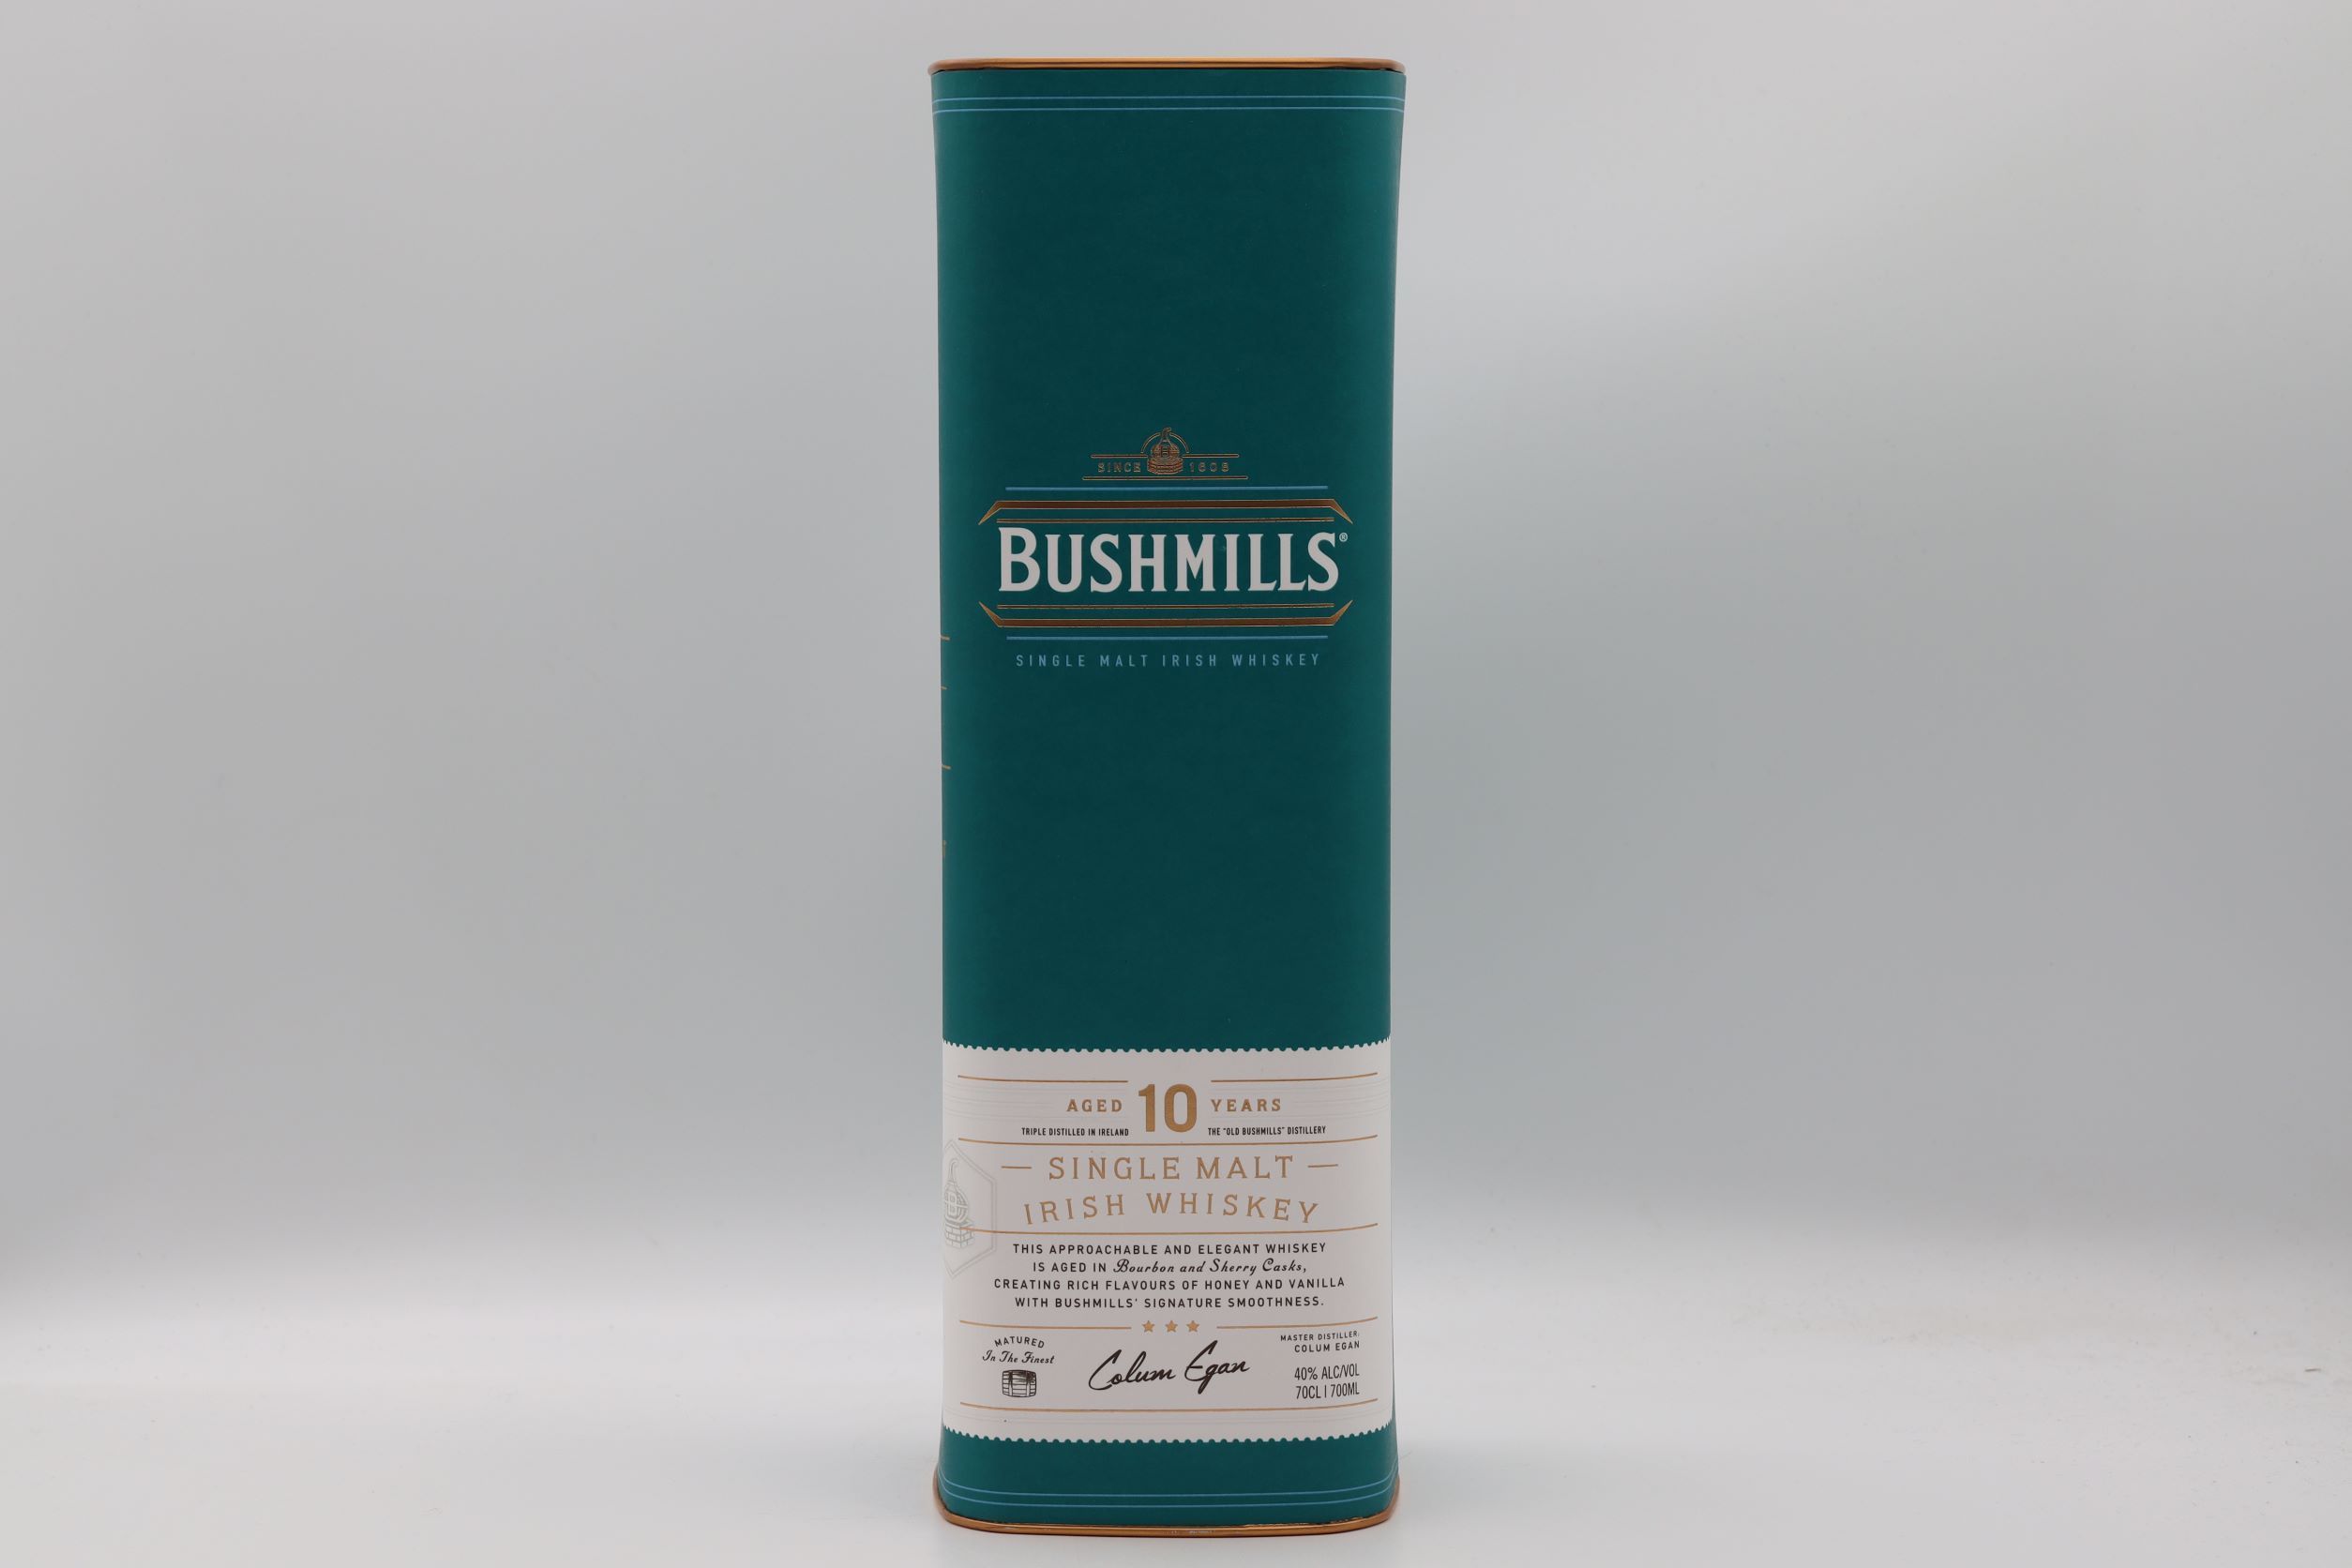 SINCE 1608
BUSHMILLS®
SINGLE MALT IRISH WHISKEY
AGED 10 YEARS
TRIPLE DISTILLED IN IRELAND THE "OLD BUSHMILLS" DISTILLERY
SINGLE MALT
IRISH WHISKEY
THIS APPROACHABLE AND ELEGANT WHISKEY
IS AGED IN Bourbon and Sherry Casks,
CREATING RICH FLAVOURS OF HONEY AND VANILLA
WITH BUSHMILLS' SIGNATURE SMOOTHNESS.
MATURED
In The Finest
Colum Egan
MASTER DISTILLER:
COLUM EGAN
40% ALC/VOL
70CL | 700ML